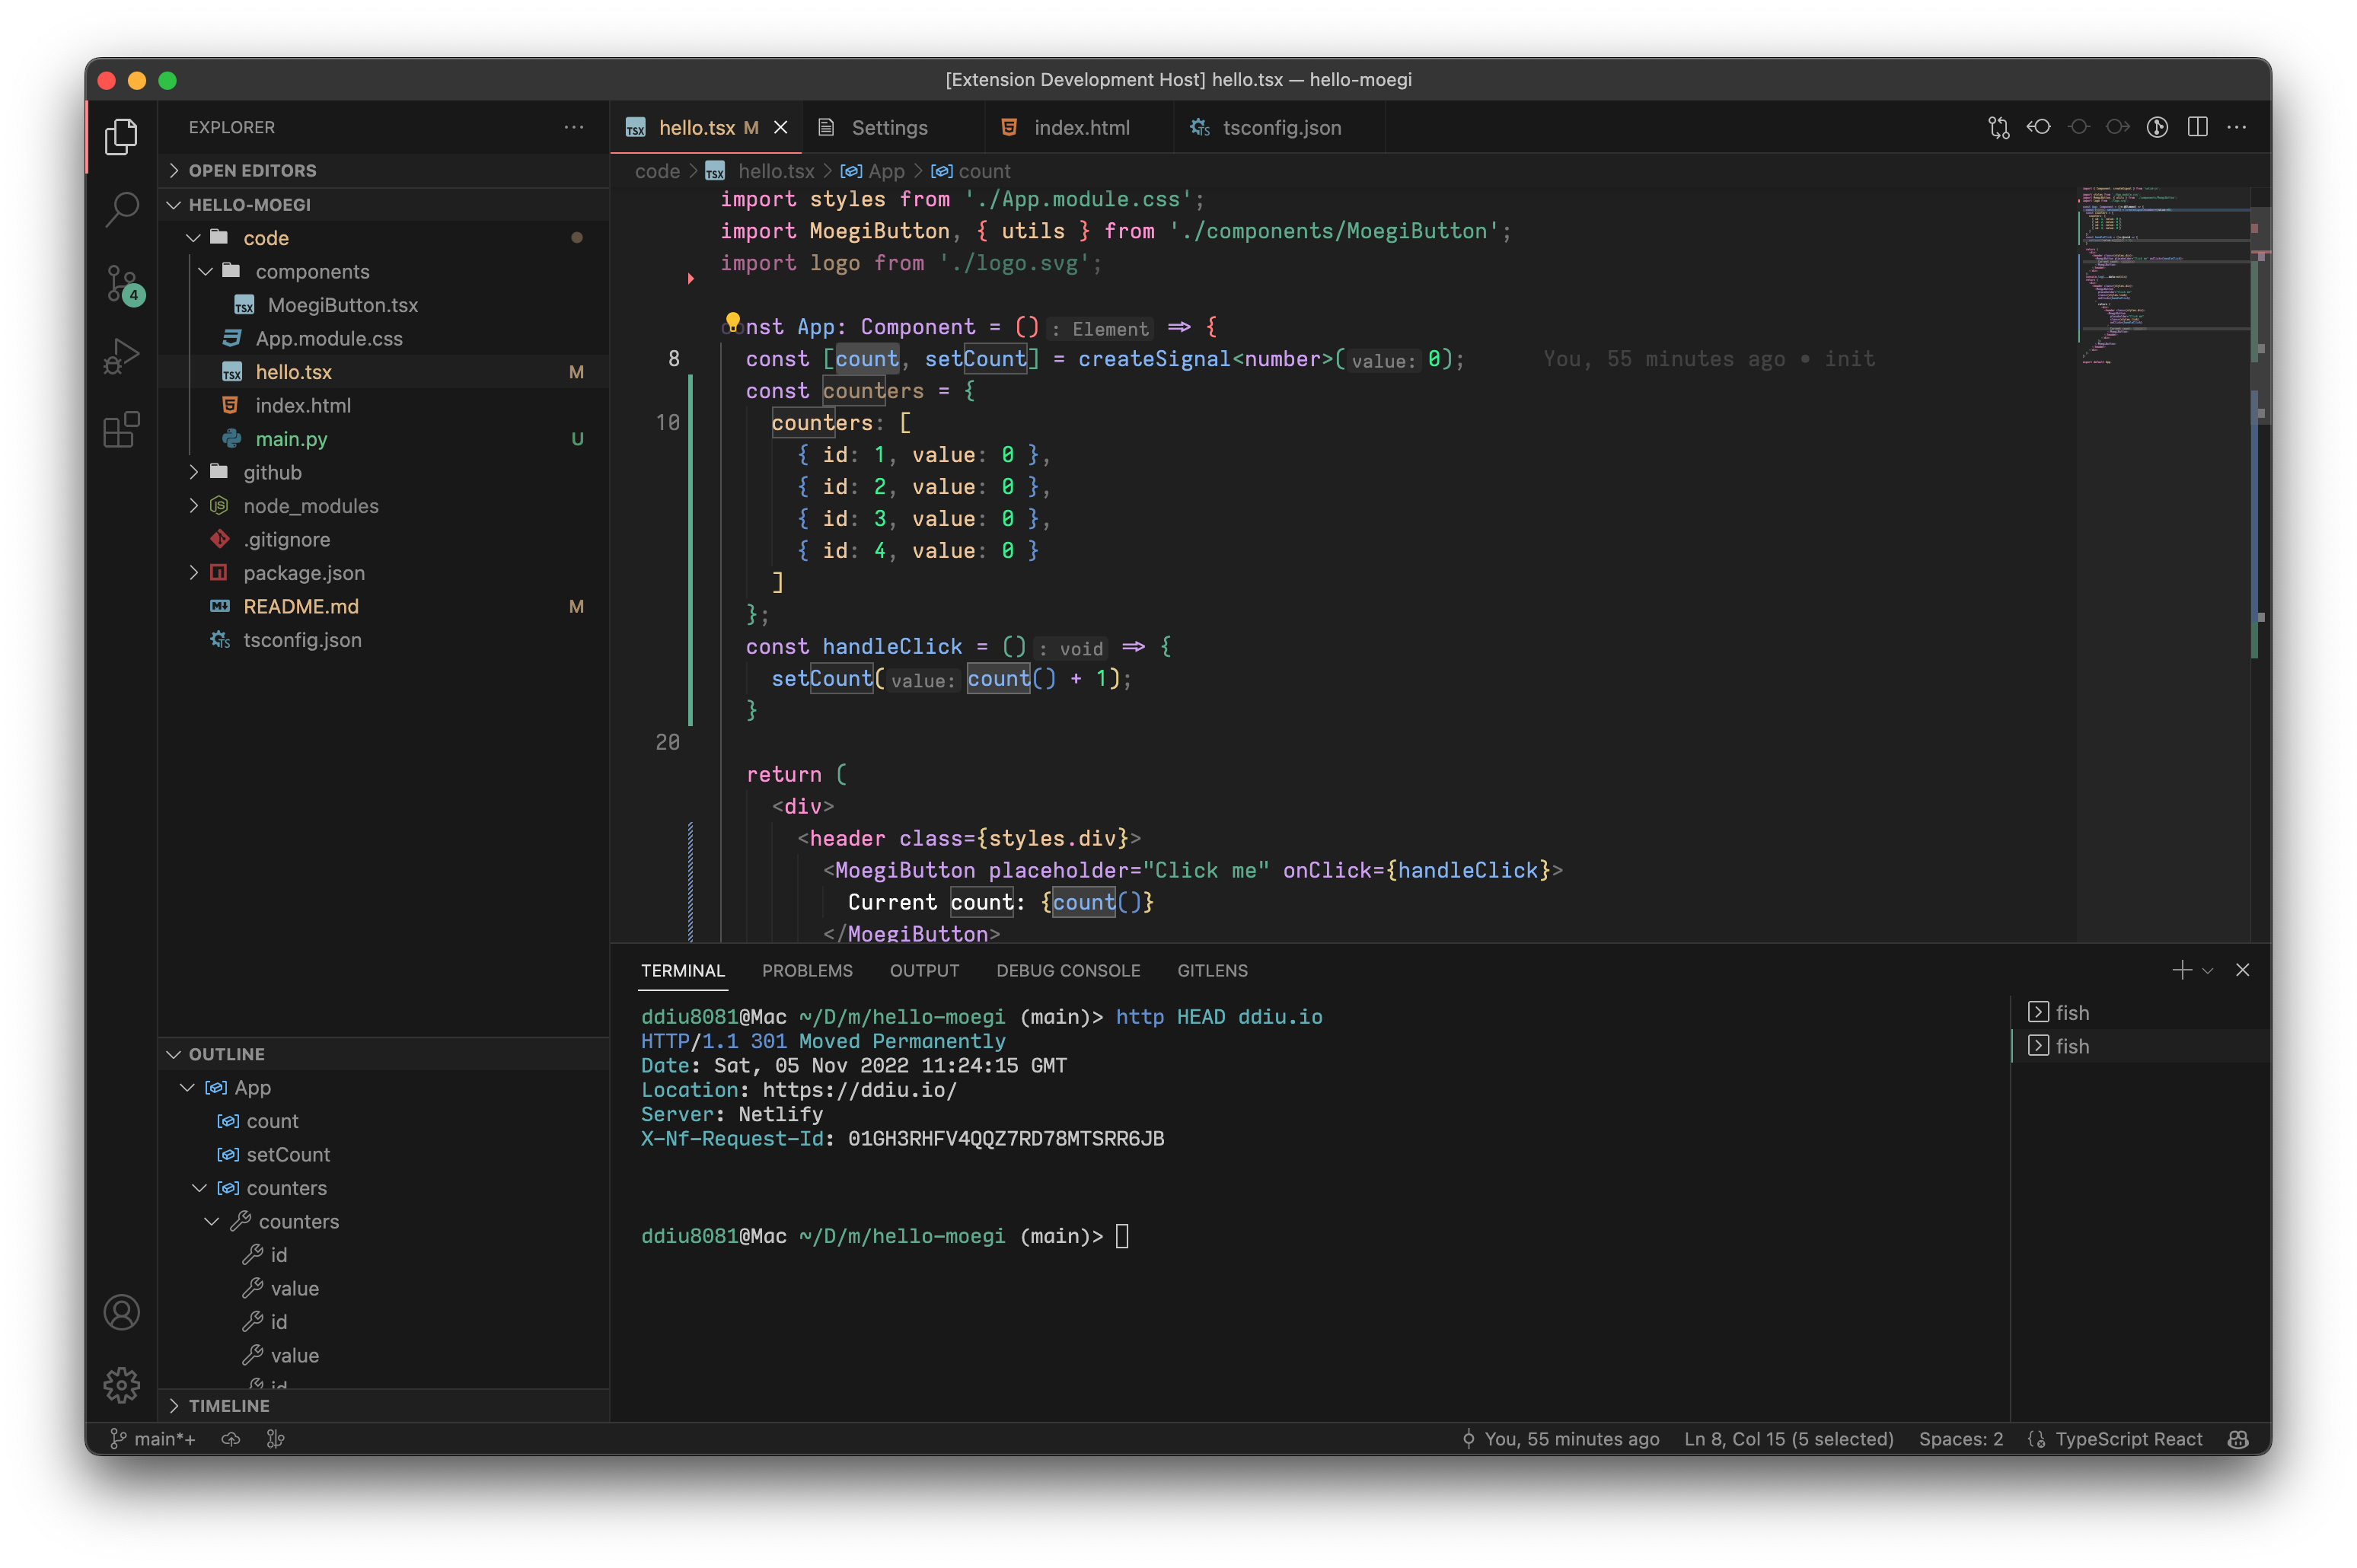 [Extension Development Host] hello.tsx — hello-moegi
EXPLORER
OPEN EDITORS
HELLO-MOEGI
code
components
MoegiButton.tsx
App.module.css
hello.tsx M
index.html
main.py U
github
node_modules
.gitignore
package.json
README.md M
tsconfig.json
4
OUTLINE
App
count
setCount
counters
counters
id
value
id
value
id
TIMELINE
hello.tsx M
Settings
index.html
tsconfig.json
code > hello.tsx > App > count
import styles from './App.module.css';
import MoegiButton, { utils } from './components/MoegiButton';
import logo from './logo.svg';
const App: Component = () : Element => {
8 const [count, setCount] = createSignal<number>( value: 0); You, 55 minutes ago • init
const counters = {
10 counters: [
{ id: 1, value: 0 },
{ id: 2, value: 0 },
{ id: 3, value: 0 },
{ id: 4, value: 0 }
]
};
const handleClick = () : void => {
setCount( value: count() + 1);
}
20
return (
<div>
<header class={styles.div}>
<MoegiButton placeholder="Click me" onClick={handleClick}>
Current count: {count()}
</MoegiButton>
TERMINAL PROBLEMS OUTPUT DEBUG CONSOLE GITLENS
ddiu8081@Mac ~/D/m/hello-moegi (main)> http HEAD ddiu.io
HTTP/1.1 301 Moved Permanently
Date: Sat, 05 Nov 2022 11:24:15 GMT
Location: https://ddiu.io/
Server: Netlify
X-Nf-Request-Id: 01GH3RHFV4QQZ7RD78MTSRR6JB
ddiu8081@Mac ~/D/m/hello-moegi (main)>
fish
fish
main*+
You, 55 minutes ago
Ln 8, Col 15 (5 selected)
Spaces: 2
TypeScript React